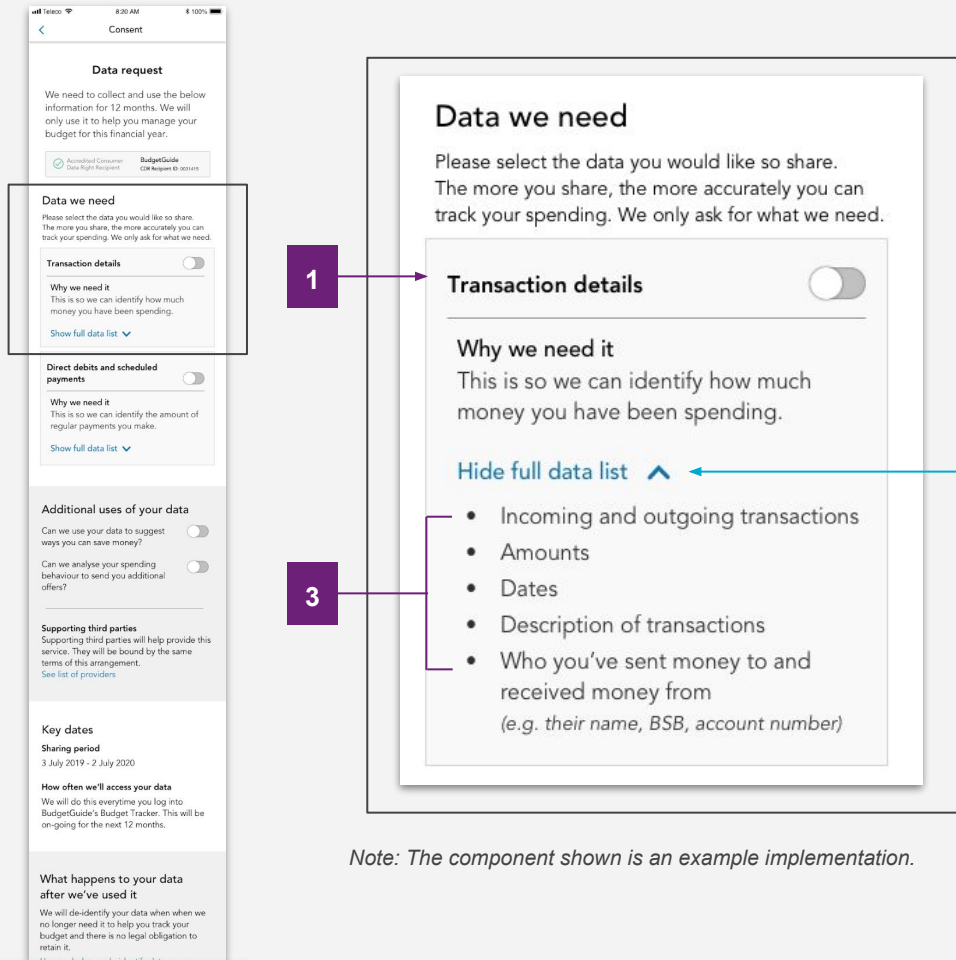 Teleco
8:20 AM
100%
Consent
Data request
We need to collect and use the below
information for 12 months. We will
only use it to help you manage your
budget for this financial year.
Accredited Consumer
Data Right Recipient
BudgetGuide
CDR Recipient ID: 0031415
Data we need
Please select the data you would like so share.
The more you share, the more accurately you can
track your spending. We only ask for what we need.
Transaction details
Why we need it
This is so we can identify how much
money you have been spending.
Show full data list
Direct debits and scheduled
payments
Why we need it
This is so we can identify the amount of
regular payments you make.
Show full data list
Additional uses of your data
Can we use your data to suggest
ways you can save money?
Can we analyse your spending
behaviour to send you additional
offers?
Supporting third parties
Supporting third parties will help provide this
service. They will be bound by the same
terms of this arrangement.
See list of providers
Key dates
Sharing period
3 July 2019 - 2 July 2020
How often we'll access your data
We will do this everytime you log into
BudgetGuide's Budget Tracker. This will be
on-going for the next 12 months.
What happens to your data
after we've used it
We will de-identify your data when when we
no longer need it to help you track your
budget and there is no legal obligation to
retain it.
Data we need
Please select the data you would like so share.
The more you share, the more accurately you can
track your spending. We only ask for what we need.
1
Transaction details
Why we need it
This is so we can identify how much
money you have been spending.
Hide full data list
3
• Incoming and outgoing transactions
• Amounts
• Dates
• Description of transactions
• Who you've sent money to and
received money from
(e.g. their name, BSB, account number)
Note: The component shown is an example implementation.